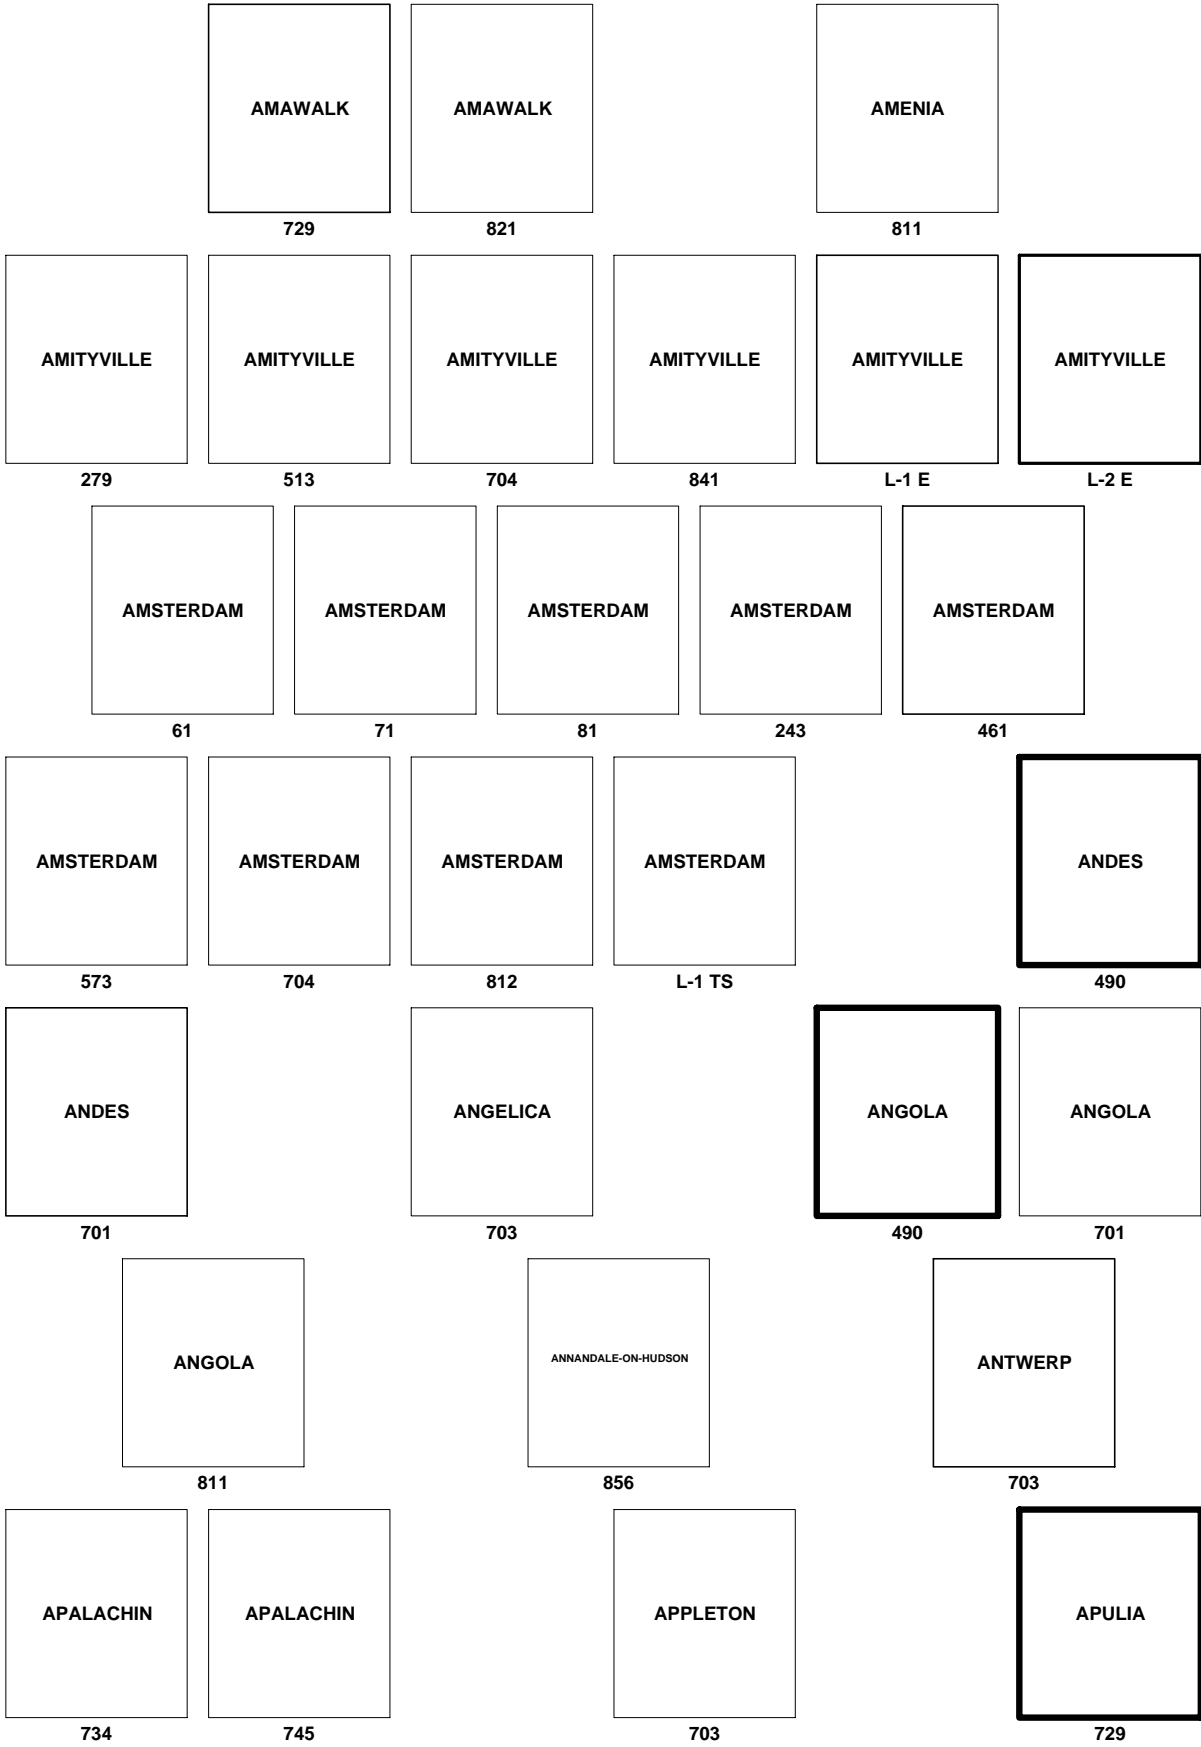 AMAWALK AMAWALK AMENIA
729 821 811
AMITYVILLE AMITYVILLE AMITYVILLE AMITYVILLE AMITYVILLE AMITYVILLE
279 513 704 841 L-1 E L-2 E
AMSTERDAM AMSTERDAM AMSTERDAM AMSTERDAM AMSTERDAM
61 71 81 243 461
AMSTERDAM AMSTERDAM AMSTERDAM AMSTERDAM ANDES
573 704 812 L-1 TS 490
ANDES ANGELICA ANGOLA ANGOLA
701 703 490 701
ANGOLA ANNANDALE-ON-HUDSON ANTWERP
811 856 703
APALACHIN APALACHIN APPLETON APULIA
734 745 703 729